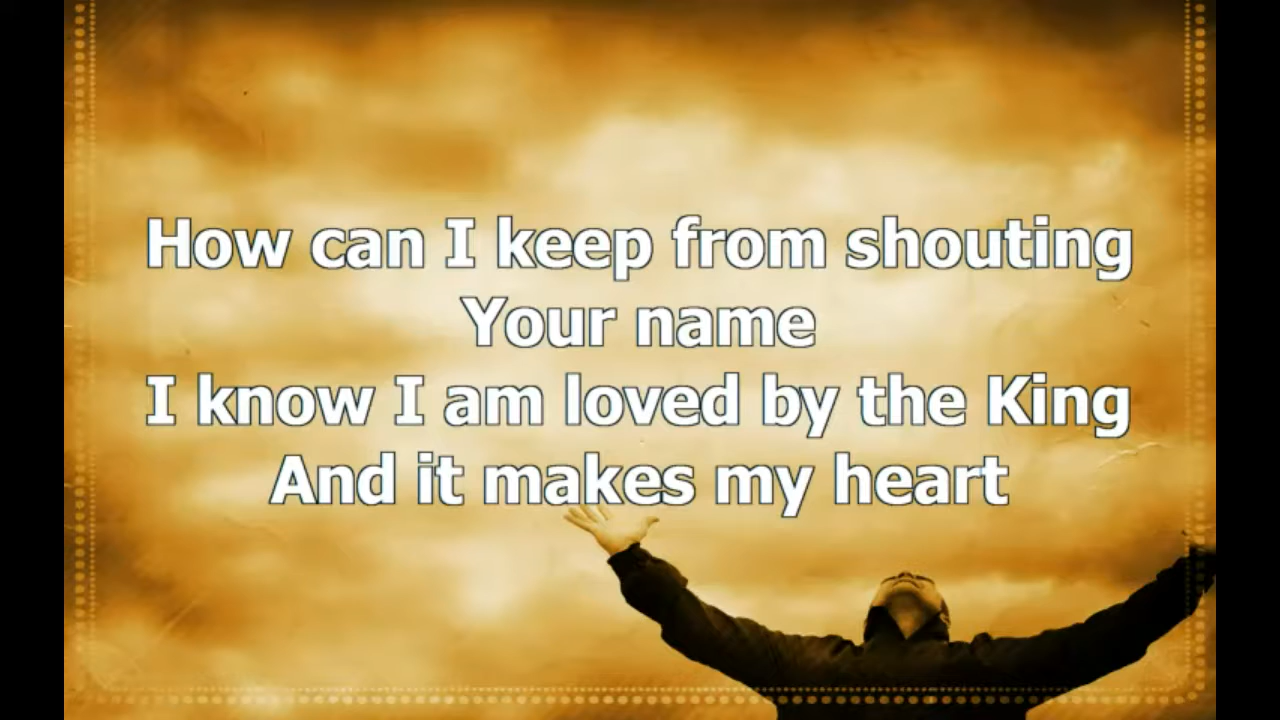 How can I keep from shouting
Your name
I know I am loved by the King
And it makes my heart